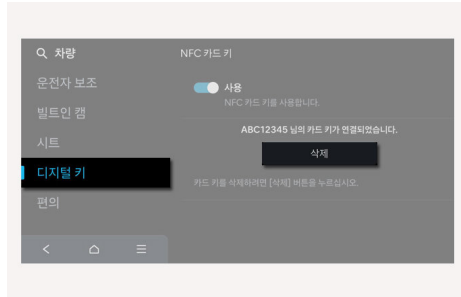 차량
운전자 보조
빌트인 캠
시트
디지털 키
편의
NFC 카드 키
사용
NFC 카드 키를 사용합니다.
ABC12345 님의 카드 키가 연결되었습니다.
삭제
카드 키를 삭제하려면 [삭제] 버튼을 누르십시오.